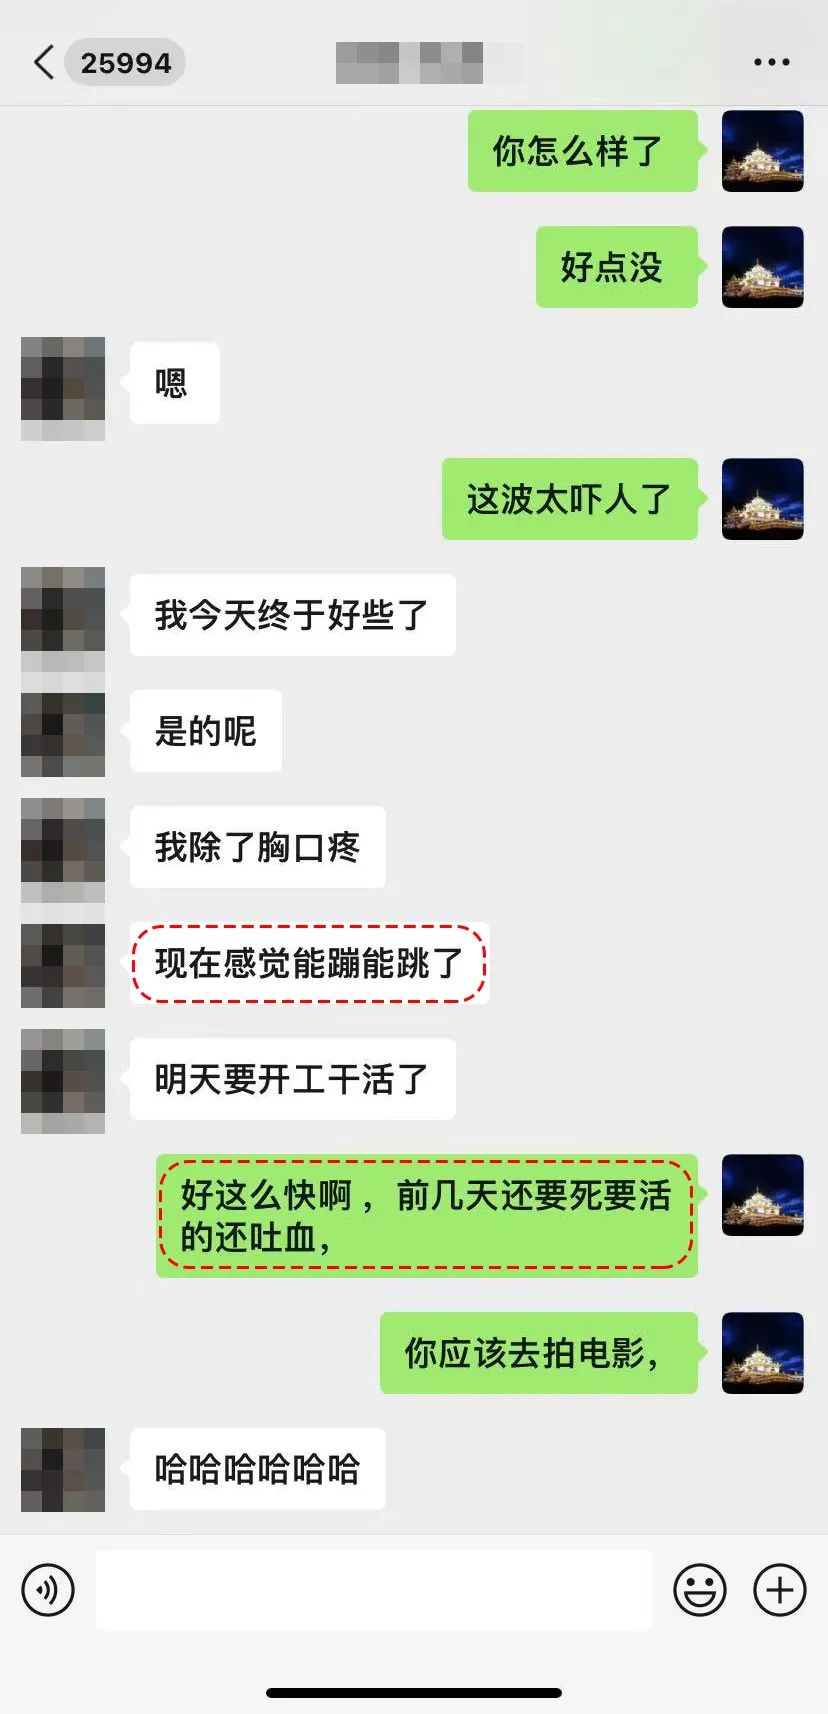 25994
你怎么样了
好点没
嗯
这波太吓人了
我今天终于好些了
是的呢
我除了胸口疼
现在感觉能蹦能跳了
明天要开工干活了
好这么快啊，前几天还要死要活
的还吐血，
你应该去拍电影，
哈哈哈哈哈哈